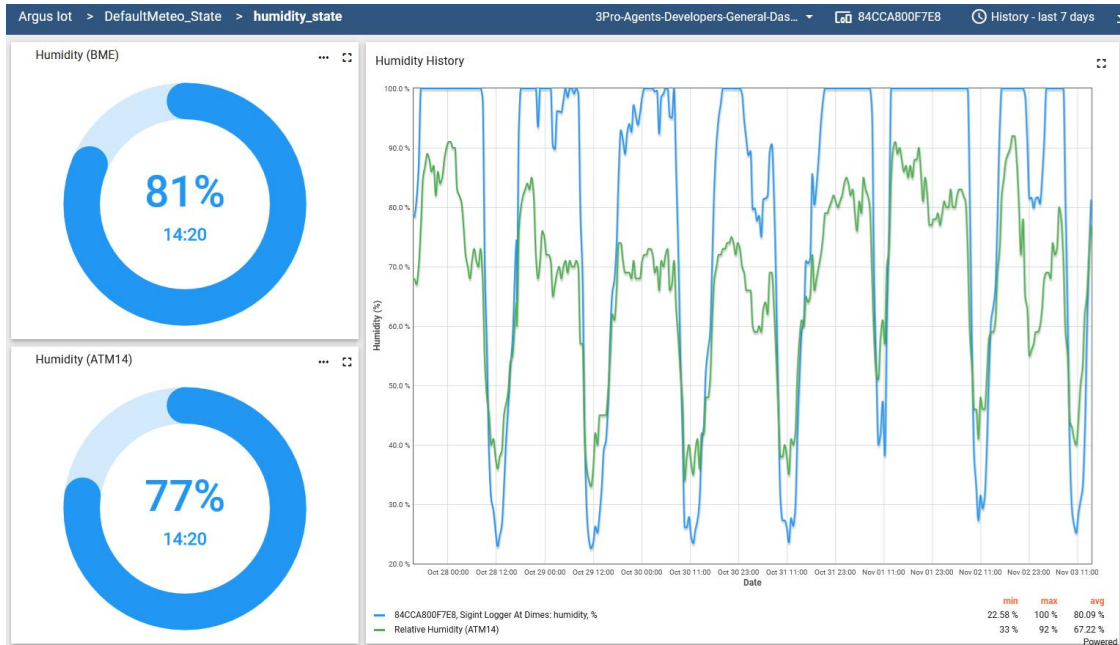 Argus Iot > DefaultMeteo_State > humidity_state
3Pro-Agents-Developers-General-Das...
84CCA800F7E8
History - last 7 days
Humidity (BME)
81%
14:20
Humidity (ATM14)
77%
14:20
Humidity History
Humidity (%)
100.0 %
90.0 %
80.0 %
70.0 %
60.0 %
50.0 %
40.0 %
30.0 %
20.0 %
Oct 28 00:00 Oct 28 12:00 Oct 29 00:00 Oct 29 12:00 Oct 30 00:00 Oct 30 11:00 Oct 30 23:00 Oct 31 11:00 Oct 31 23:00 Nov 01 11:00 Nov 01 23:00 Nov 02 11:00 Nov 02 23:00 Nov 03 11:00
Date
min max avg
84CCA800F7E8, Sigint Logger At Dimes: humidity, % 22.58 % 100 % 80.09 %
Relative Humidity (ATM14) 33 % 92 % 67.22 %
Powered